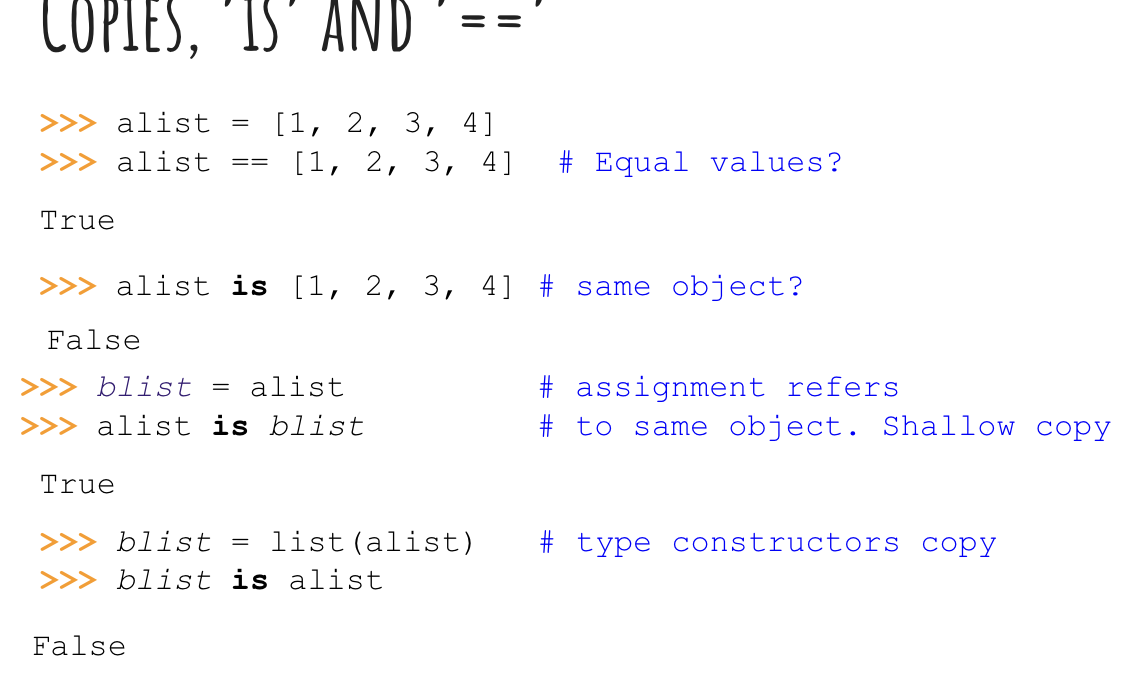 COPIES, 'IS' AND '=='
>>> alist = [1, 2, 3, 4]
>>> alist == [1, 2, 3, 4]  # Equal values?
True
>>> alist is [1, 2, 3, 4] # same object?
False
>>> blist = alist # assignment refers
>>> alist is blist # to same object. Shallow copy
True
>>> blist = list(alist) # type constructors copy
>>> blist is alist
False